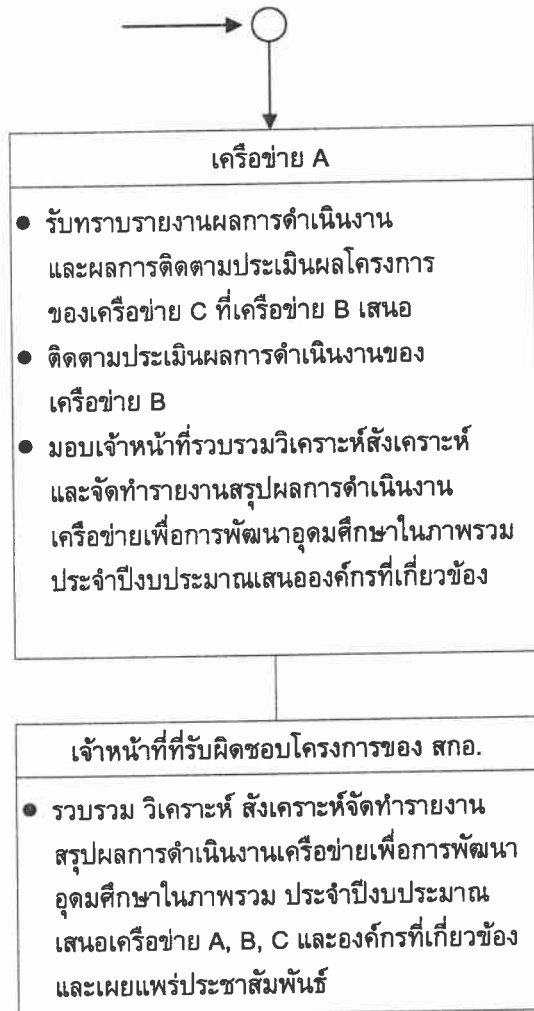 เครือข่าย A
● รับทราบรายงานผลการดำเนินงาน
และผลการติดตามประเมินผลโครงการ
ของเครือข่าย C ที่เครือข่าย B เสนอ
● ติดตามประเมินผลการดำเนินงานของ
เครือข่าย B
● มอบเจ้าหน้าที่รวบรวมวิเคราะห์สังเคราะห์
และจัดทำรายงานสรุปผลการดำเนินงาน
เครือข่ายเพื่อการพัฒนาอุดมศึกษาในภาพรวม
ประจำปีงบประมาณเสนอองค์กรที่เกี่ยวข้อง
เจ้าหน้าที่ที่รับผิดชอบโครงการของ สกอ.
● รวบรวม วิเคราะห์ สังเคราะห์จัดทำรายงาน
สรุปผลการดำเนินงานเครือข่ายเพื่อการพัฒนา
อุดมศึกษาในภาพรวม ประจำปีงบประมาณ
เสนอเครือข่าย A, B, C และองค์กรที่เกี่ยวข้อง
และเผยแพร่ประชาสัมพันธ์